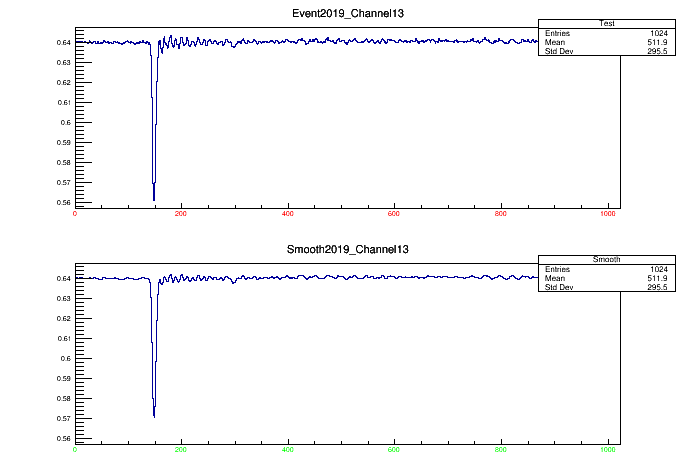 Event2019_Channel13
Test
Entries 1024
Mean 511.9
Std Dev 295.5
0.64
0.63
0.62
0.61
0.6
0.59
0.58
0.57
0.56
0 200 400 600 800 1000
Smooth2019_Channel13
Smooth
Entries 1024
Mean 511.9
Std Dev 295.5
0.64
0.63
0.62
0.61
0.6
0.59
0.58
0.57
0.56
0 200 400 600 800 1000